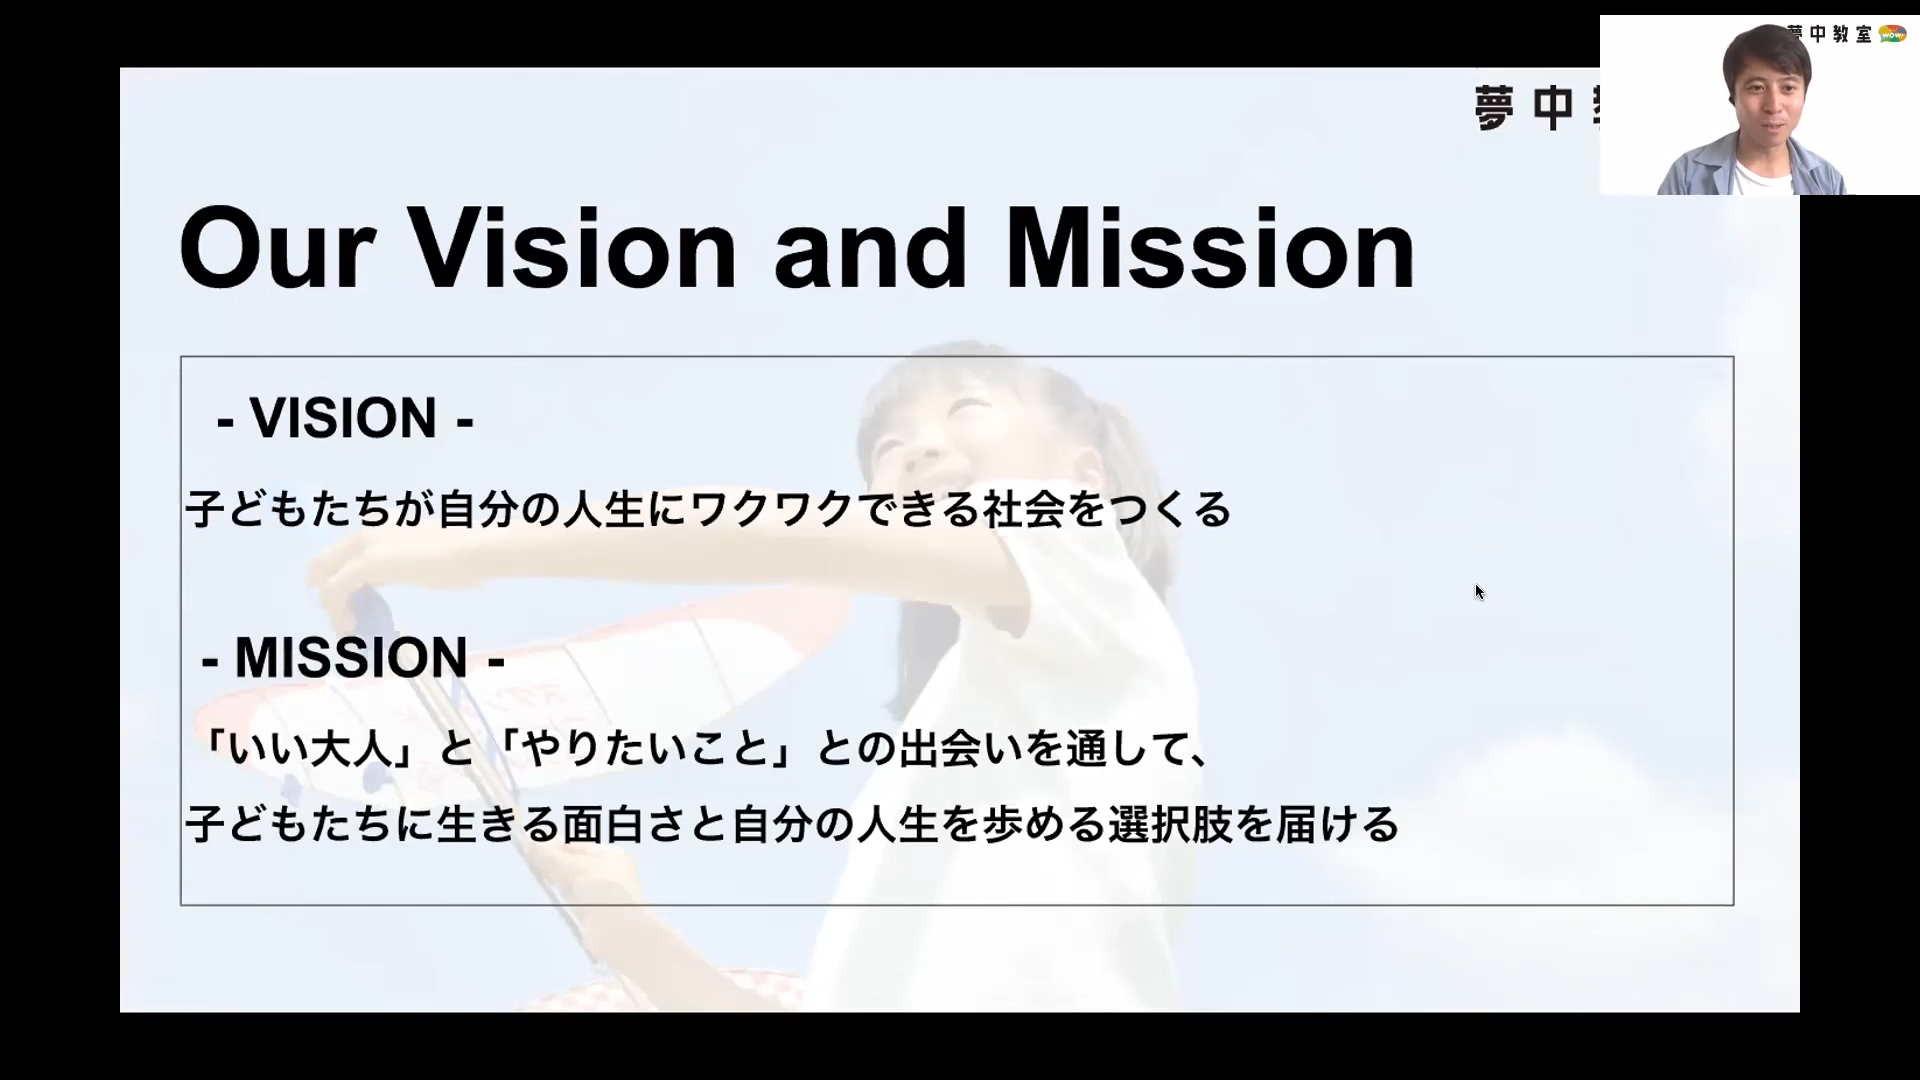 夢中教室 WOW!
夢中
Our Vision and Mission
- VISION -
子どもたちが自分の人生にワクワクできる社会をつくる
- MISSION -
「いい大人」と「やりたいこと」との出会いを通して、
子どもたちに生きる面白さと自分の人生を歩める選択肢を届ける